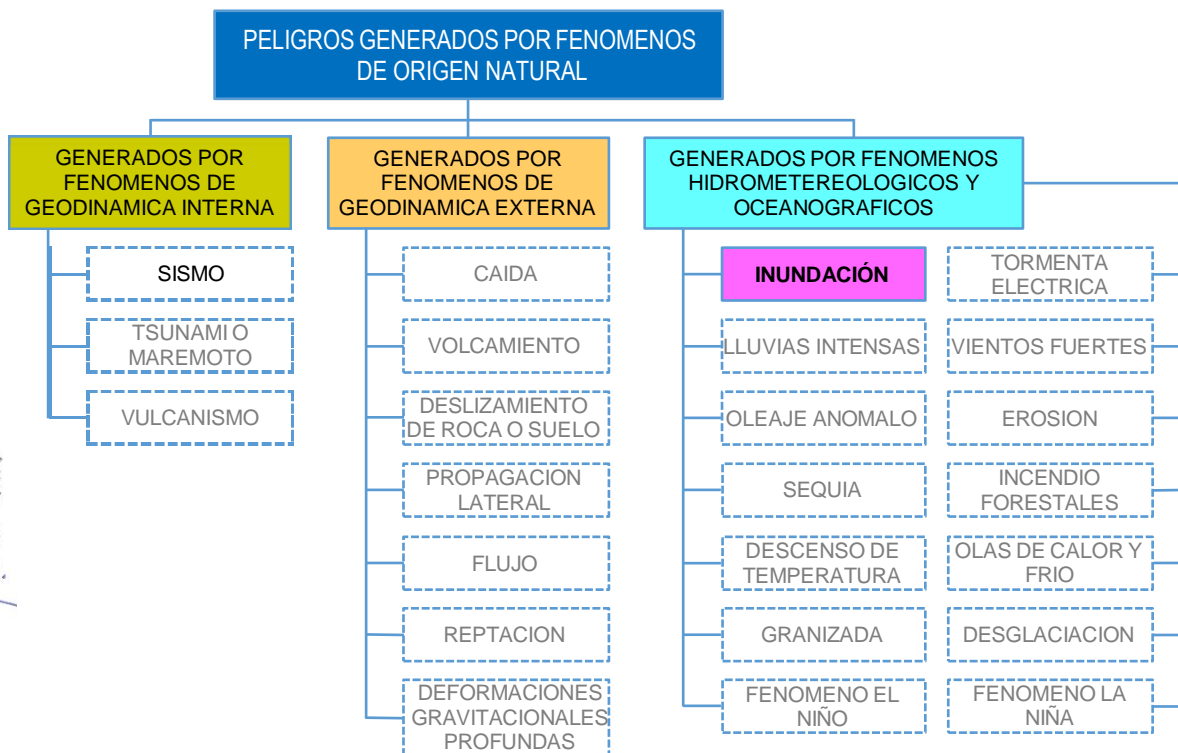 PELIGROS GENERADOS POR FENOMENOS
DE ORIGEN NATURAL
GENERADOS POR
FENOMENOS DE
GEODINAMICA INTERNA
SISMO
TSUNAMI O
MAREMOTO
VULCANISMO
GENERADOS POR
FENOMENOS DE
GEODINAMICA EXTERNA
CAIDA
VOLCAMIENTO
DESLIZAMIENTO
DE ROCA O SUELO
PROPAGACION
LATERAL
FLUJO
REPTACION
DEFORMACIONES
GRAVITACIONALES
PROFUNDAS
GENERADOS POR FENOMENOS
HIDROMETEREOLOGICOS Y
OCEANOGRAFICOS
INUNDACIÓN
LLUVIAS INTENSAS
OLEAJE ANOMALO
SEQUIA
DESCENSO DE
TEMPERATURA
GRANIZADA
FENOMENO EL
NIÑO
TORMENTA
ELECTRICA
VIENTOS FUERTES
EROSION
INCENDIO
FORESTALES
OLAS DE CALOR Y
FRIO
DESGLACIACION
FENOMENO LA
NIÑA